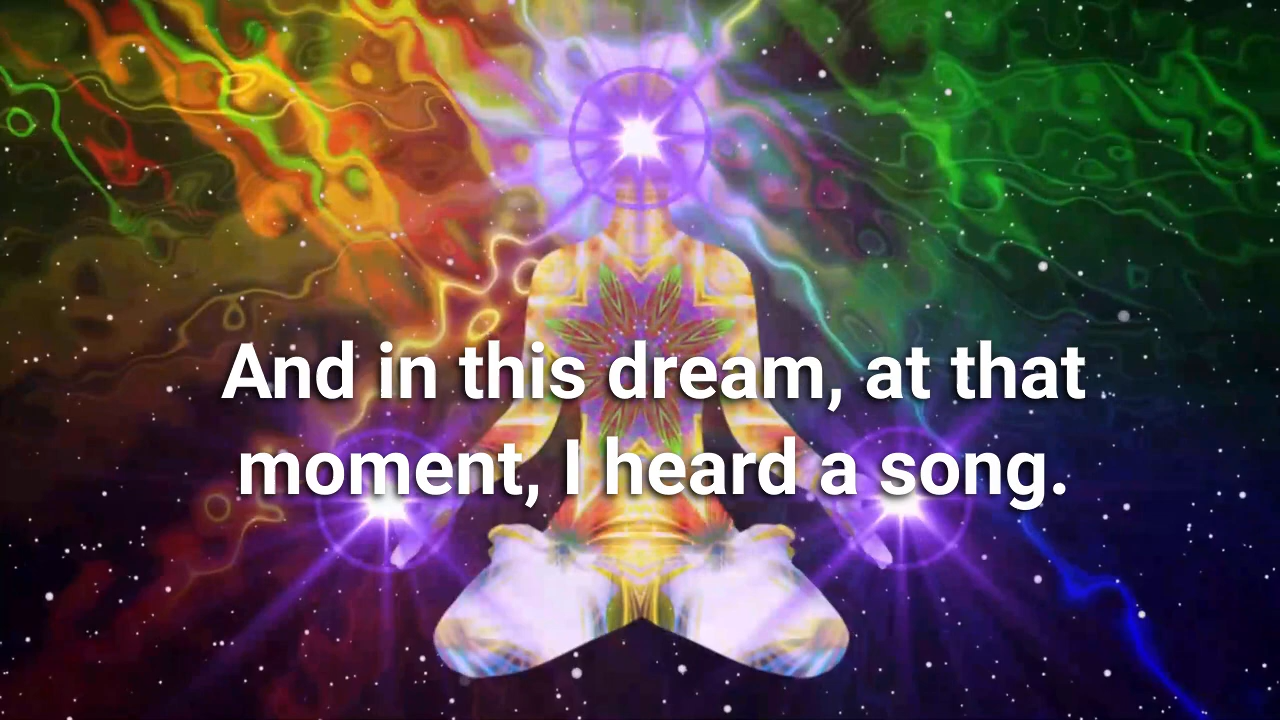 And in this dream, at that
moment, I heard a song.